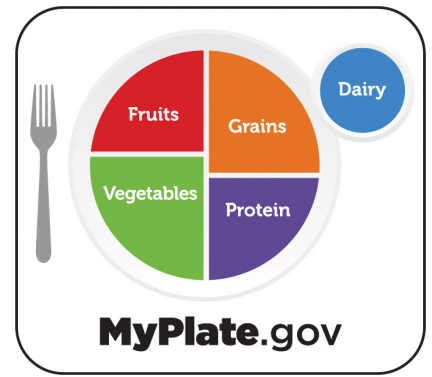 Fruits
Grains
Dairy
Vegetables
Protein
MyPlate.gov